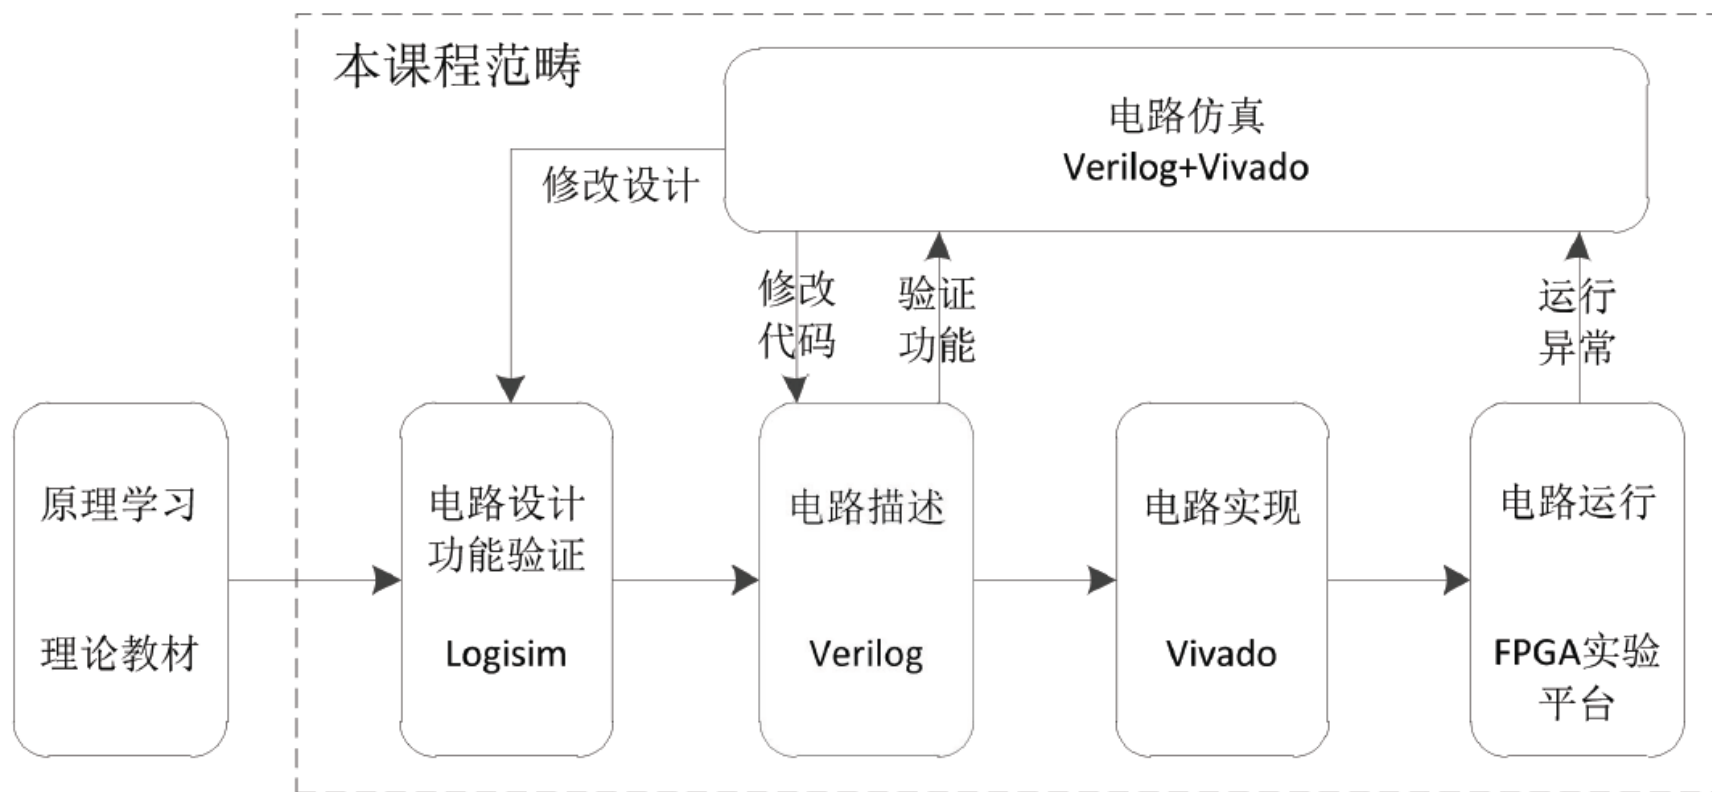 本课程范畴
电路仿真
Verilog+Vivado
修改设计
修改
代码
验证
功能
运行
异常
原理学习
理论教材
电路设计
功能验证
Logisim
电路描述
Verilog
电路实现
Vivado
电路运行
FPGA实验
平台